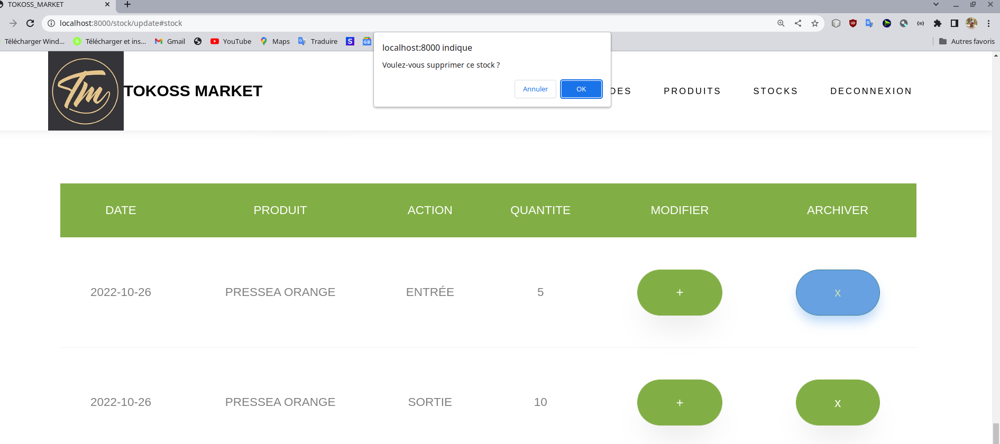 TOKOSS_MARKET
localhost:8000/stock/update#stock
Télécharger Wind... Télécharger et ins... Gmail YouTube Maps Traduire Autres favoris
localhost:8000 indique
Voulez-vous supprimer ce stock ?
Annuler OK
Tm TOKOSS MARKET DES PRODUITS STOCKS DECONNEXION
DATE PRODUIT ACTION QUANTITE MODIFIER ARCHIVER
2022-10-26 PRESSEA ORANGE ENTRÉE 5 + x
2022-10-26 PRESSEA ORANGE SORTIE 10 + x